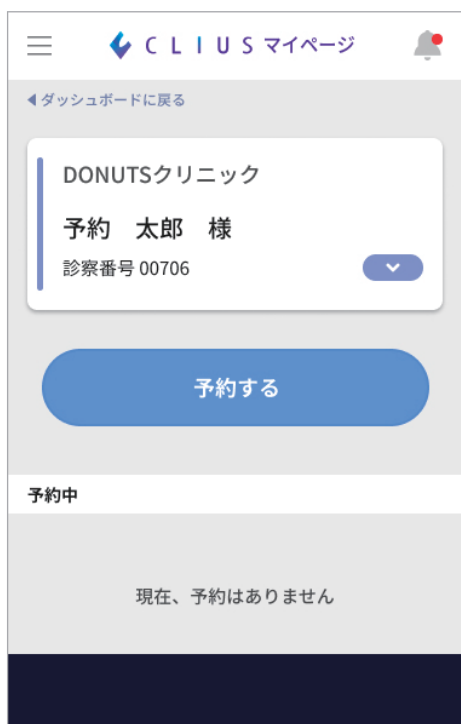 CLIUS マイページ
ダッシュボードに戻る
DONUTSクリニック
予約 太郎 様
診察番号 00706
予約する
予約中
現在、予約はありません